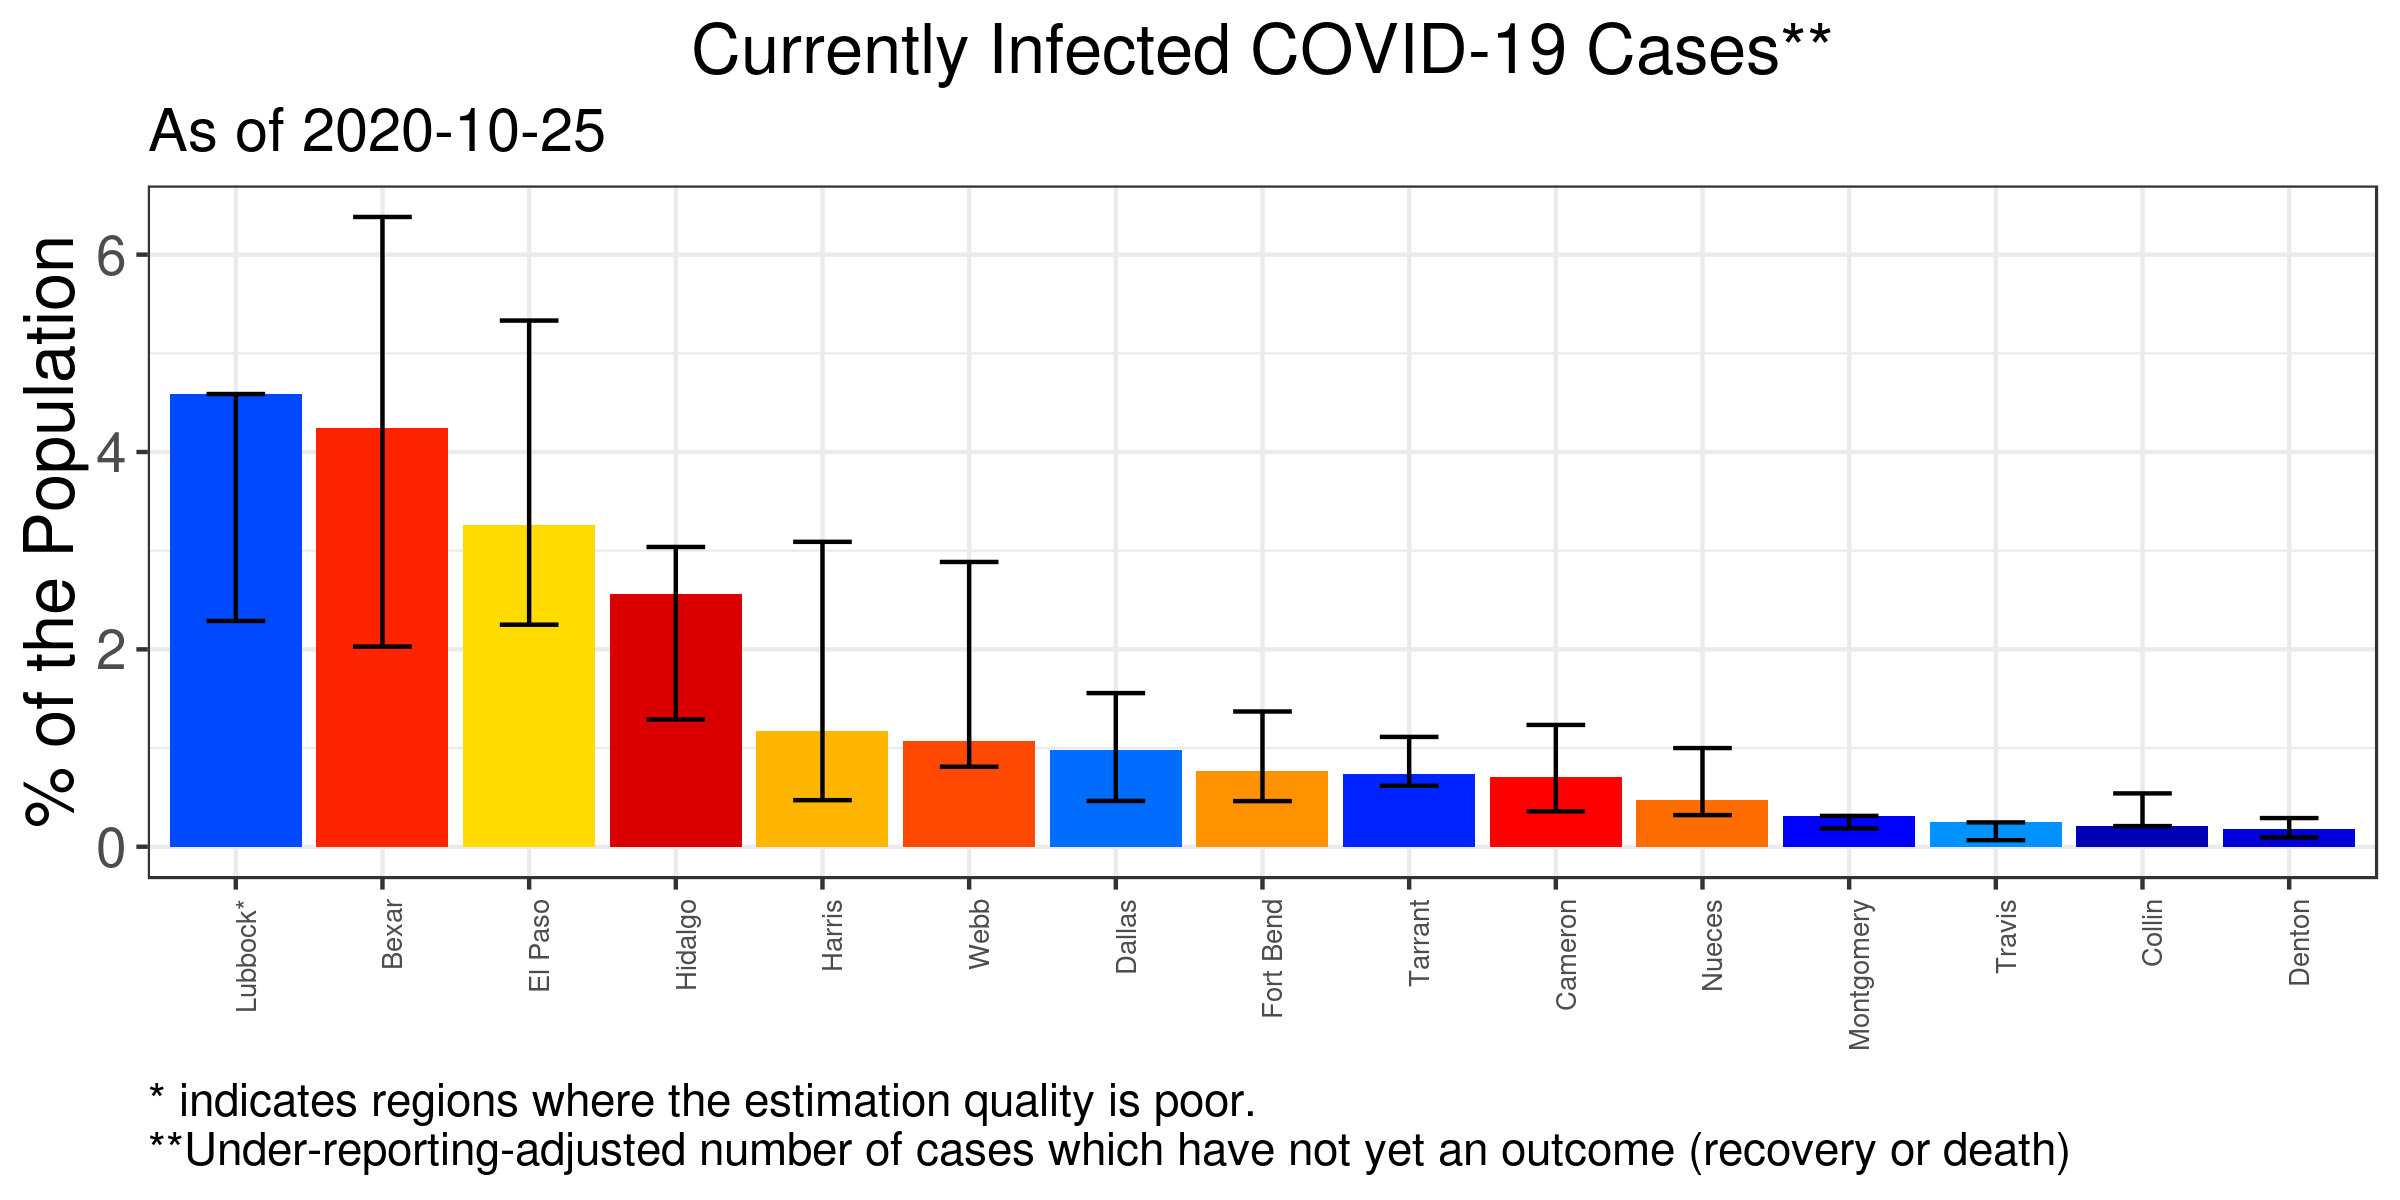 Currently Infected COVID-19 Cases**
As of 2020-10-25
% of the Population
6
4
2
0
Lubbock*
Bexar
El Paso
Hidalgo
Harris
Webb
Dallas
Fort Bend
Tarrant
Cameron
Nueces
Montgomery
Travis
Collin
Denton
* indicates regions where the estimation quality is poor.
**Under-reporting-adjusted number of cases which have not yet an outcome (recovery or death)